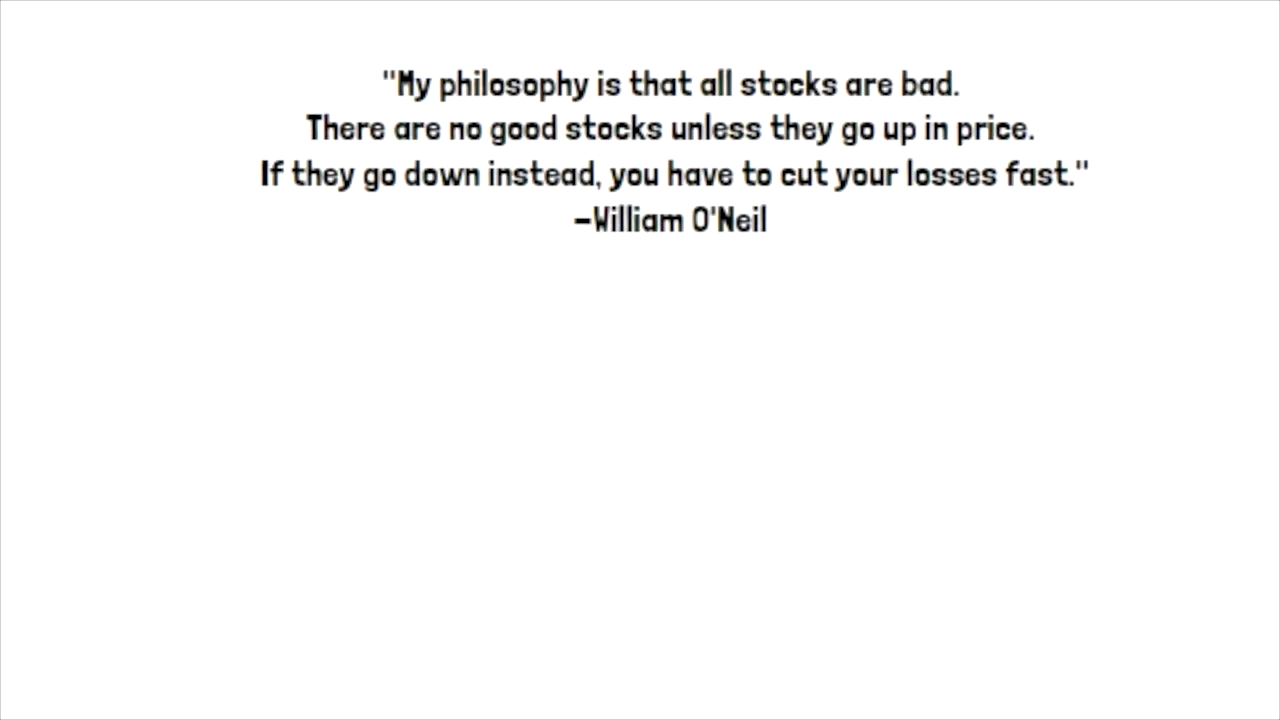 "My philosophy is that all stocks are bad.
There are no good stocks unless they go up in price.
If they go down instead, you have to cut your losses fast."
–William O'Neil